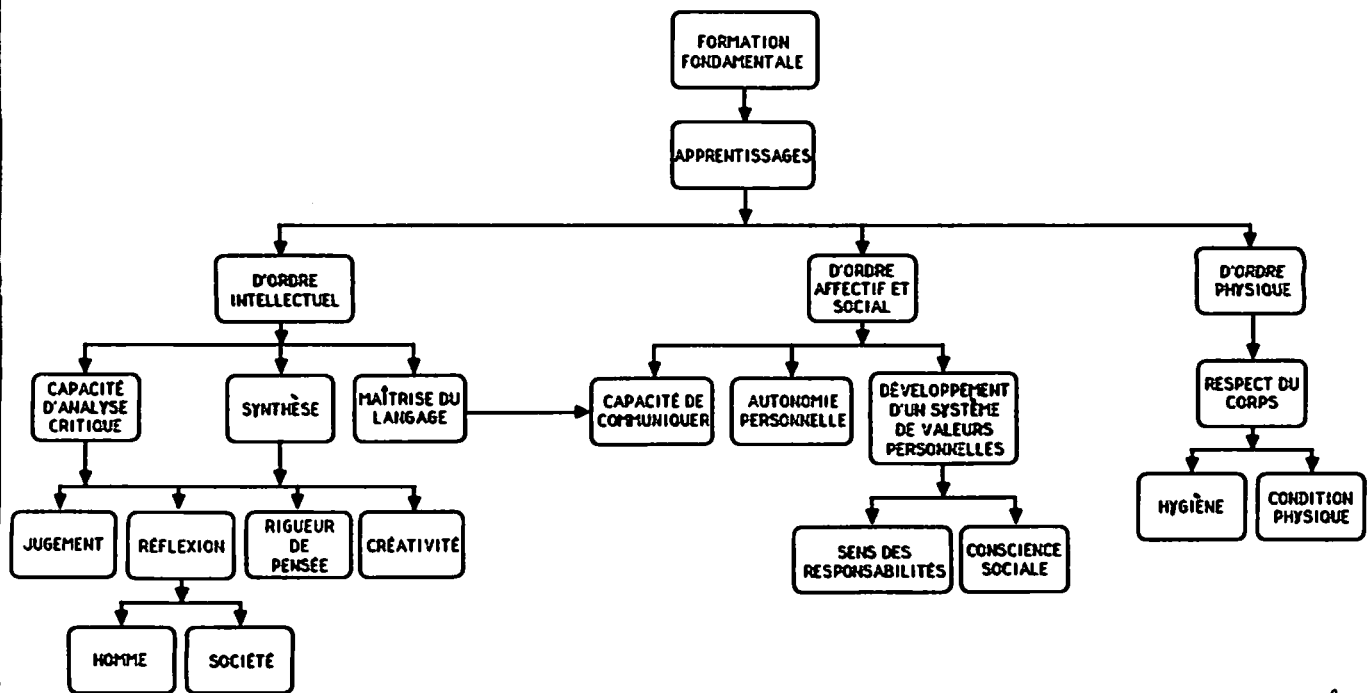 FORMATION
FONDAMENTALE
APPRENTISSAGES
D'ORDRE
INTELLECTUEL
D'ORDRE
AFFECTIF ET
SOCIAL
D'ORDRE
PHYSIQUE
CAPACITÉ
D'ANALYSE
CRITIQUE
SYNTHÈSE
MAÎTRISE DU
LANGAGE
CAPACITÉ DE
COMMUNIQUER
AUTONOMIE
PERSONNELLE
DÉVELOPPEMENT
D'UN SYSTÈME
DE VALEURS
PERSONNELLES
RESPECT DU
CORPS
JUGEMENT
RÉFLEXION
RIGUEUR
DE
PENSÉE
CRÉATIVITÉ
SENS DES
RESPONSABILITÉS
CONSCIENCE
SOCIALE
HYGIÈNE
CONDITION
PHYSIQUE
HOMME
SOCIÉTÉ